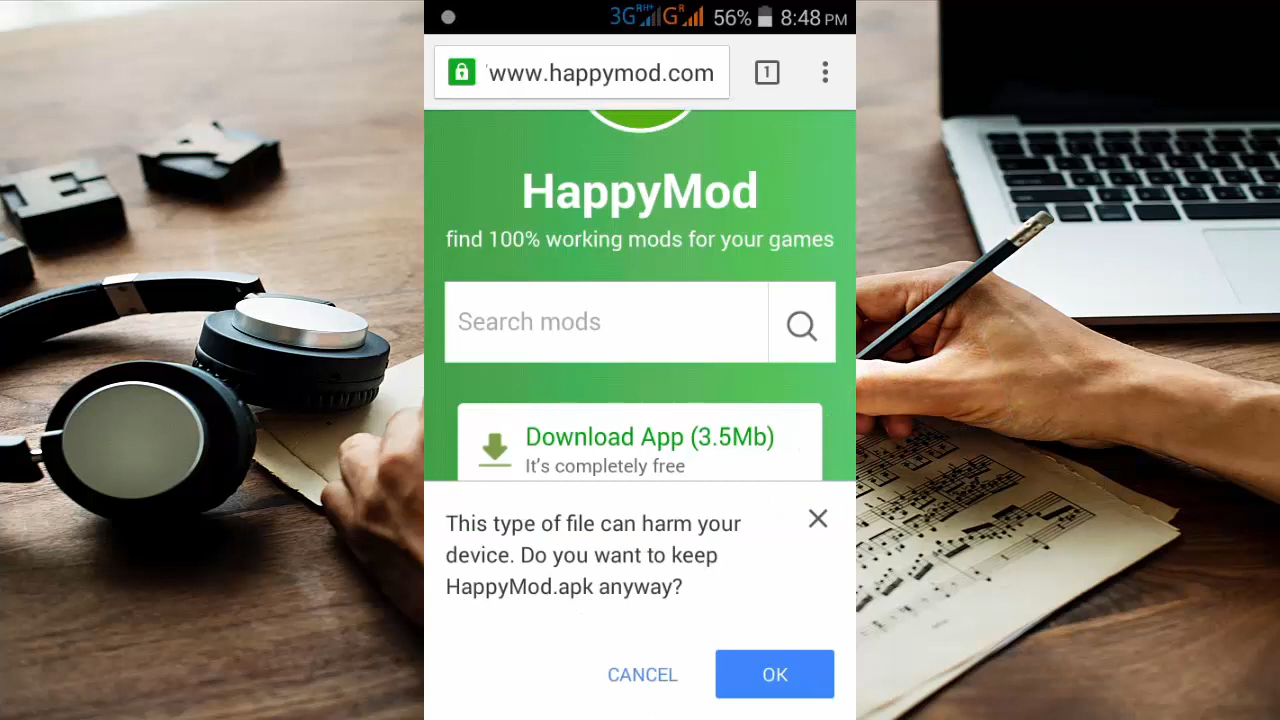 3G R H+ G R 56% 8:48 PM
www.happymod.com 1
HappyMod
find 100% working mods for your games
Search mods
Download App (3.5Mb)
It's completely free
This type of file can harm your
device. Do you want to keep
HappyMod.apk anyway?
CANCEL OK